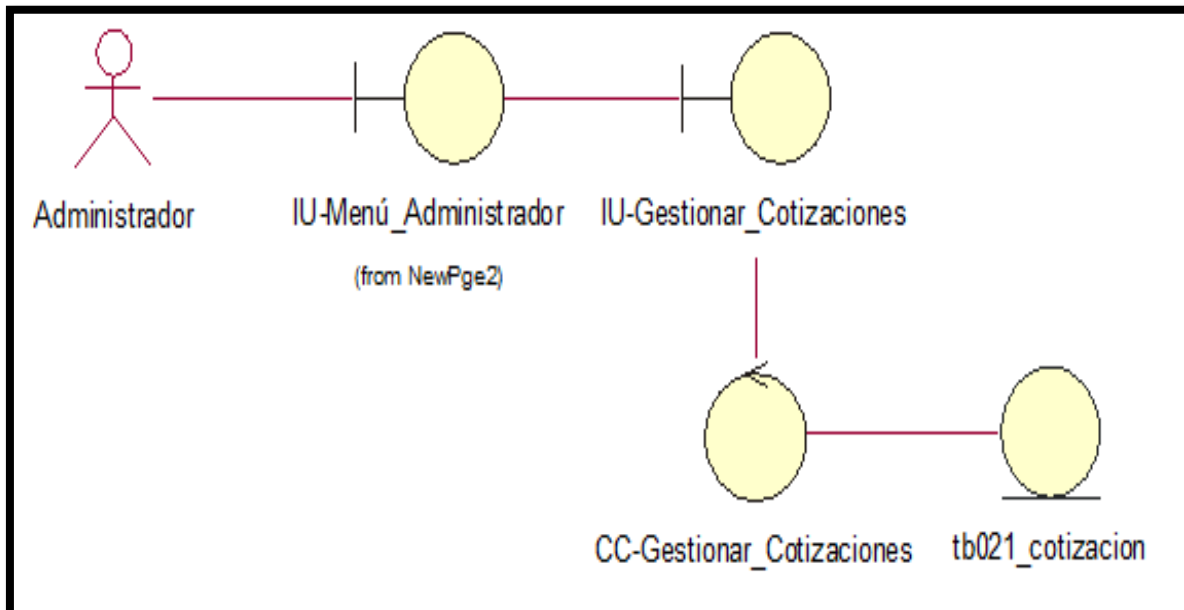 Administrador
IU-Menú_Administrador
(from NewPge2)
IU-Gestionar_Cotizaciones
CC-Gestionar_Cotizaciones
tb021_cotizacion